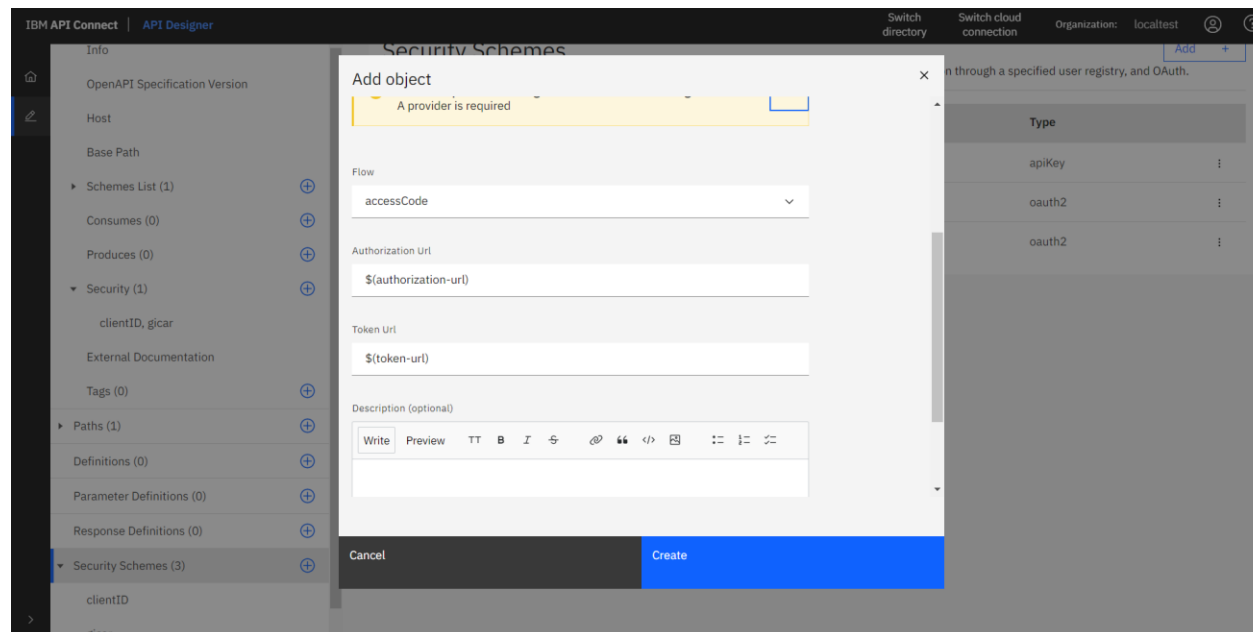 IBM API Connect | API Designer
Switch directory
Switch cloud connection
Organization: localtest
Info
OpenAPI Specification Version
Host
Base Path
Schemes List (1)
Consumes (0)
Produces (0)
Security (1)
clientID, gicar
External Documentation
Tags (0)
Paths (1)
Definitions (0)
Parameter Definitions (0)
Response Definitions (0)
Security Schemes (3)
clientID
Security Schemes
Add +
n through a specified user registry, and OAuth.
Type
apiKey
oauth2
oauth2
Add object
A provider is required
Flow
accessCode
Authorization Url
$(authorization-url)
Token Url
$(token-url)
Description (optional)
Write Preview TT B I S
Cancel
Create